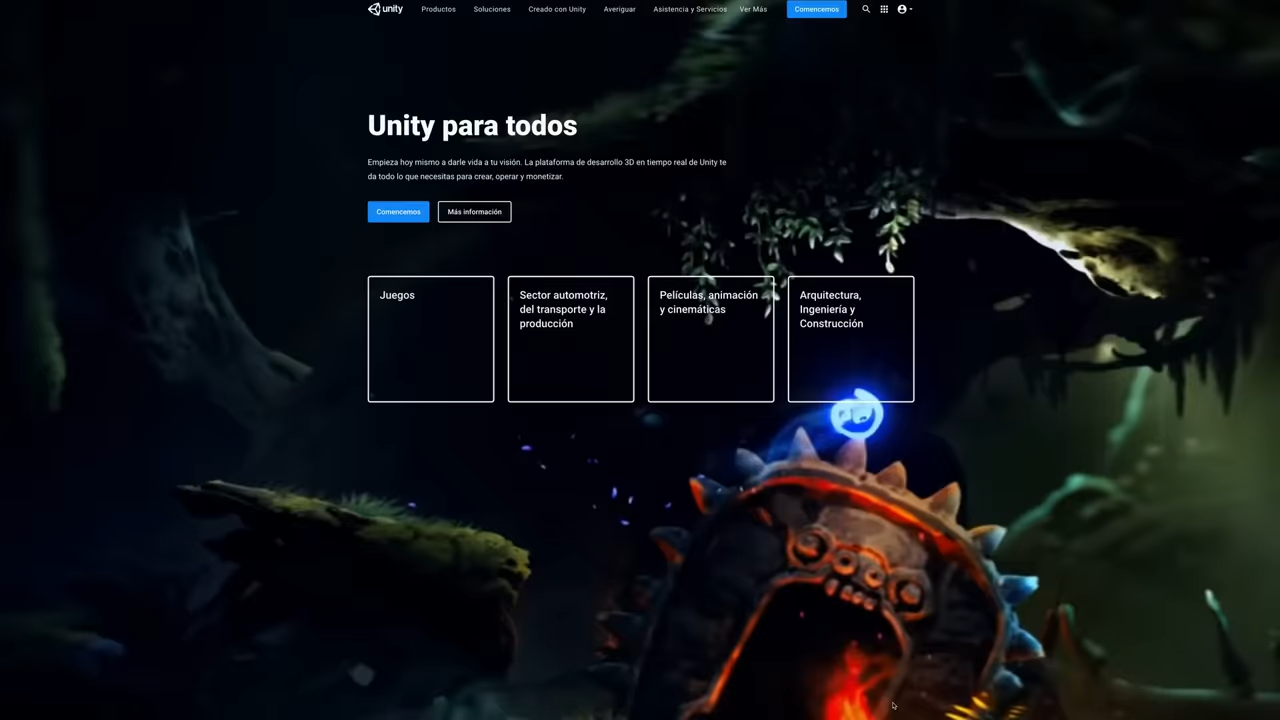 unity Productos Soluciones Creado con Unity Averiguar Asistencia y Servicios Ver Más Comencemos
Unity para todos
Empieza hoy mismo a darle vida a tu visión. La plataforma de desarrollo 3D en tiempo real de Unity te
da todo lo que necesitas para crear, operar y monetizar.
Comencemos Más información
Juegos
Sector automotriz,
del transporte y la
producción
Películas, animación
y cinemáticas
Arquitectura,
Ingeniería y
Construcción